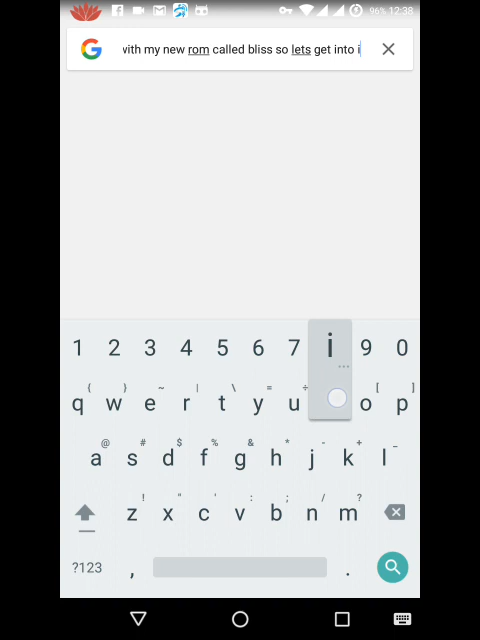 96% 12:38
with my new rom called bliss so lets get into i
1 2 3 4 5 6 7 i 9 0
{ } ~ | \ = ÷ [ ]
q w e r t y u o p
@ # $ % & * - + _
a s d f g h j k l
! " ' : ; / ?
z x c v b n m
?123 , .